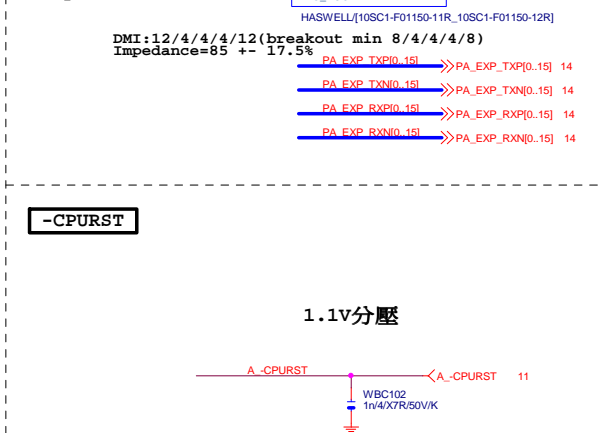 HASWELL/[10SC1-F01150-11R_10SC1-F01150-12R]
DMI:12/4/4/4/12(breakout min 8/4/4/4/8)
Impedance=85 +- 17.5%
PA_EXP_TXP[0..15] PA_EXP_TXP[0..15] 14
PA_EXP_TXN[0..15] PA_EXP_TXN[0..15] 14
PA_EXP_RXP[0..15] PA_EXP_RXP[0..15] 14
PA_EXP_RXN[0..15] PA_EXP_RXN[0..15] 14
-CPURST
1.1V分壓
A_-CPURST A_-CPURST 11
WBC102
1n/4/X7R/50V/K